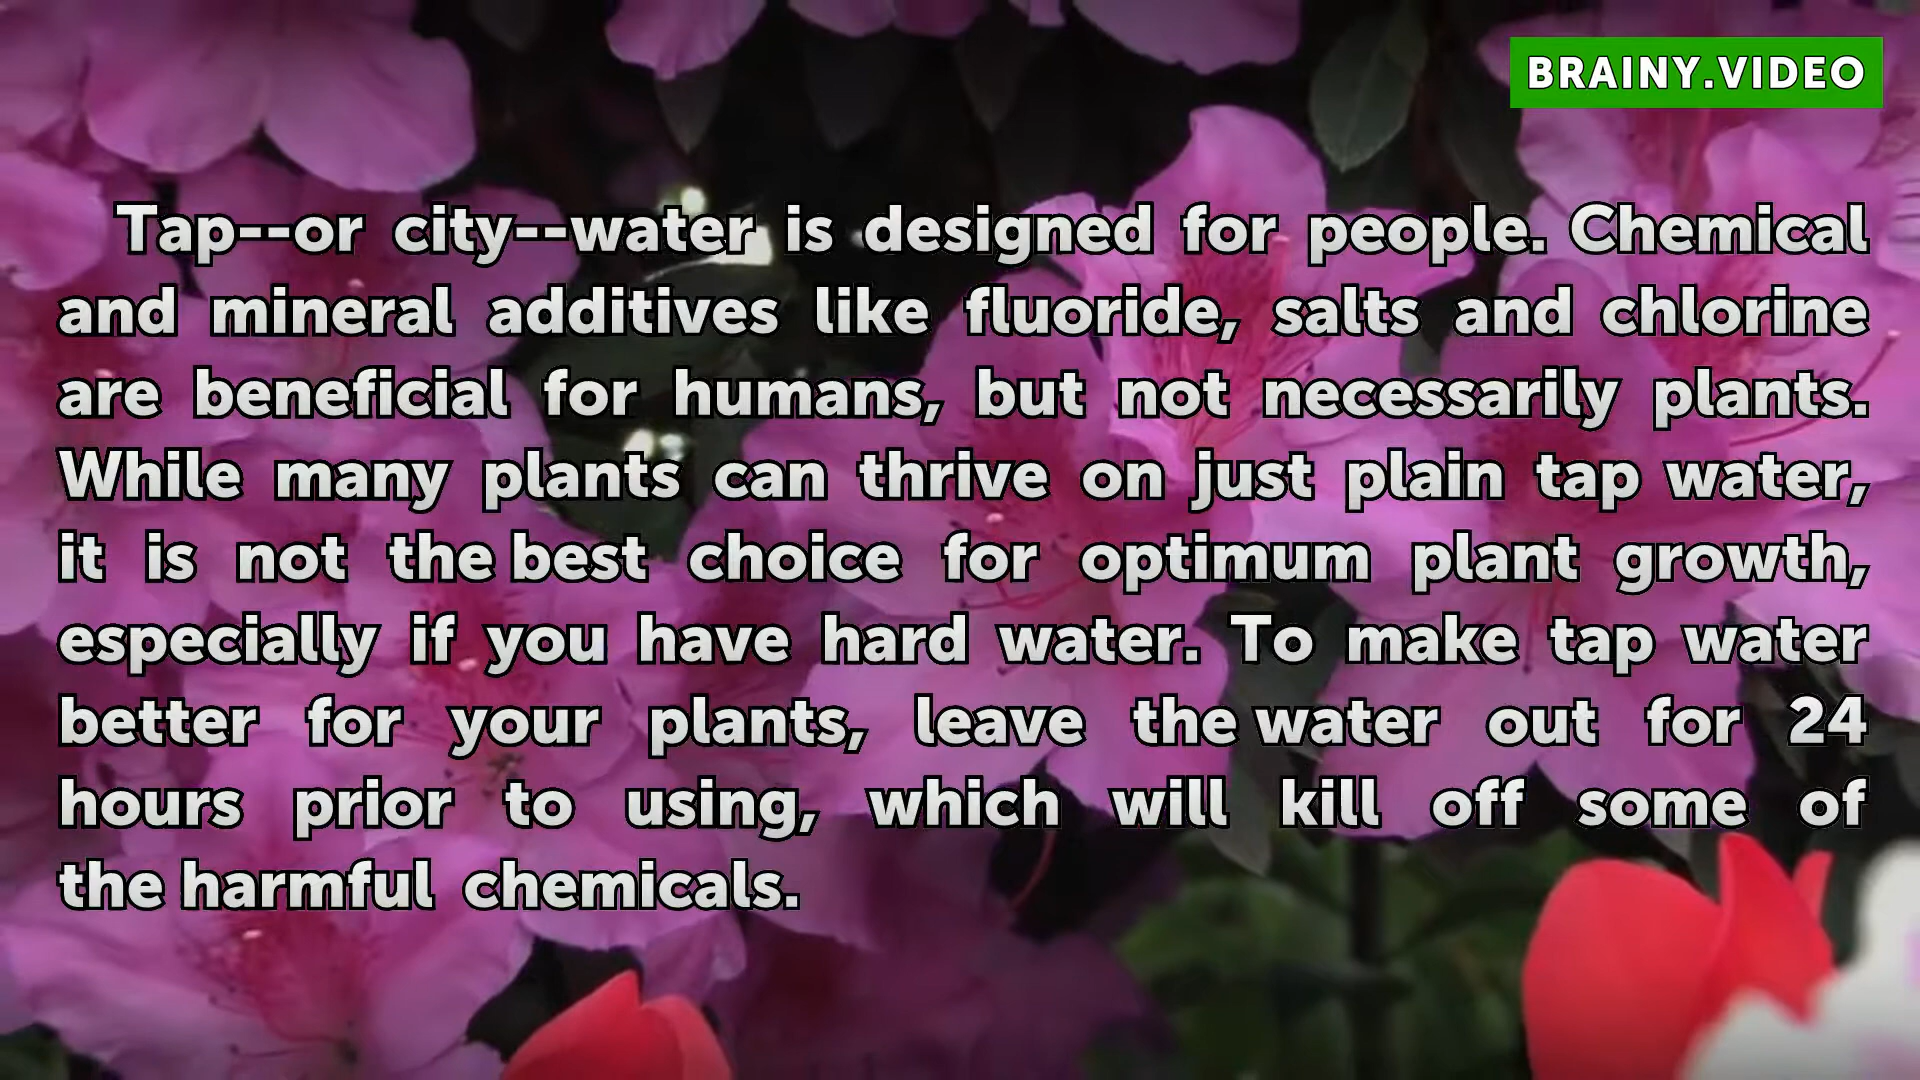 BRAINY.VIDEO
Tap--or city--water is designed for people. Chemical
and mineral additives like fluoride, salts and chlorine
are beneficial for humans, but not necessarily plants.
While many plants can thrive on just plain tap water,
it is not the best choice for optimum plant growth,
especially if you have hard water. To make tap water
better for your plants, leave the water out for 24
hours prior to using, which will kill off some of
the harmful chemicals.